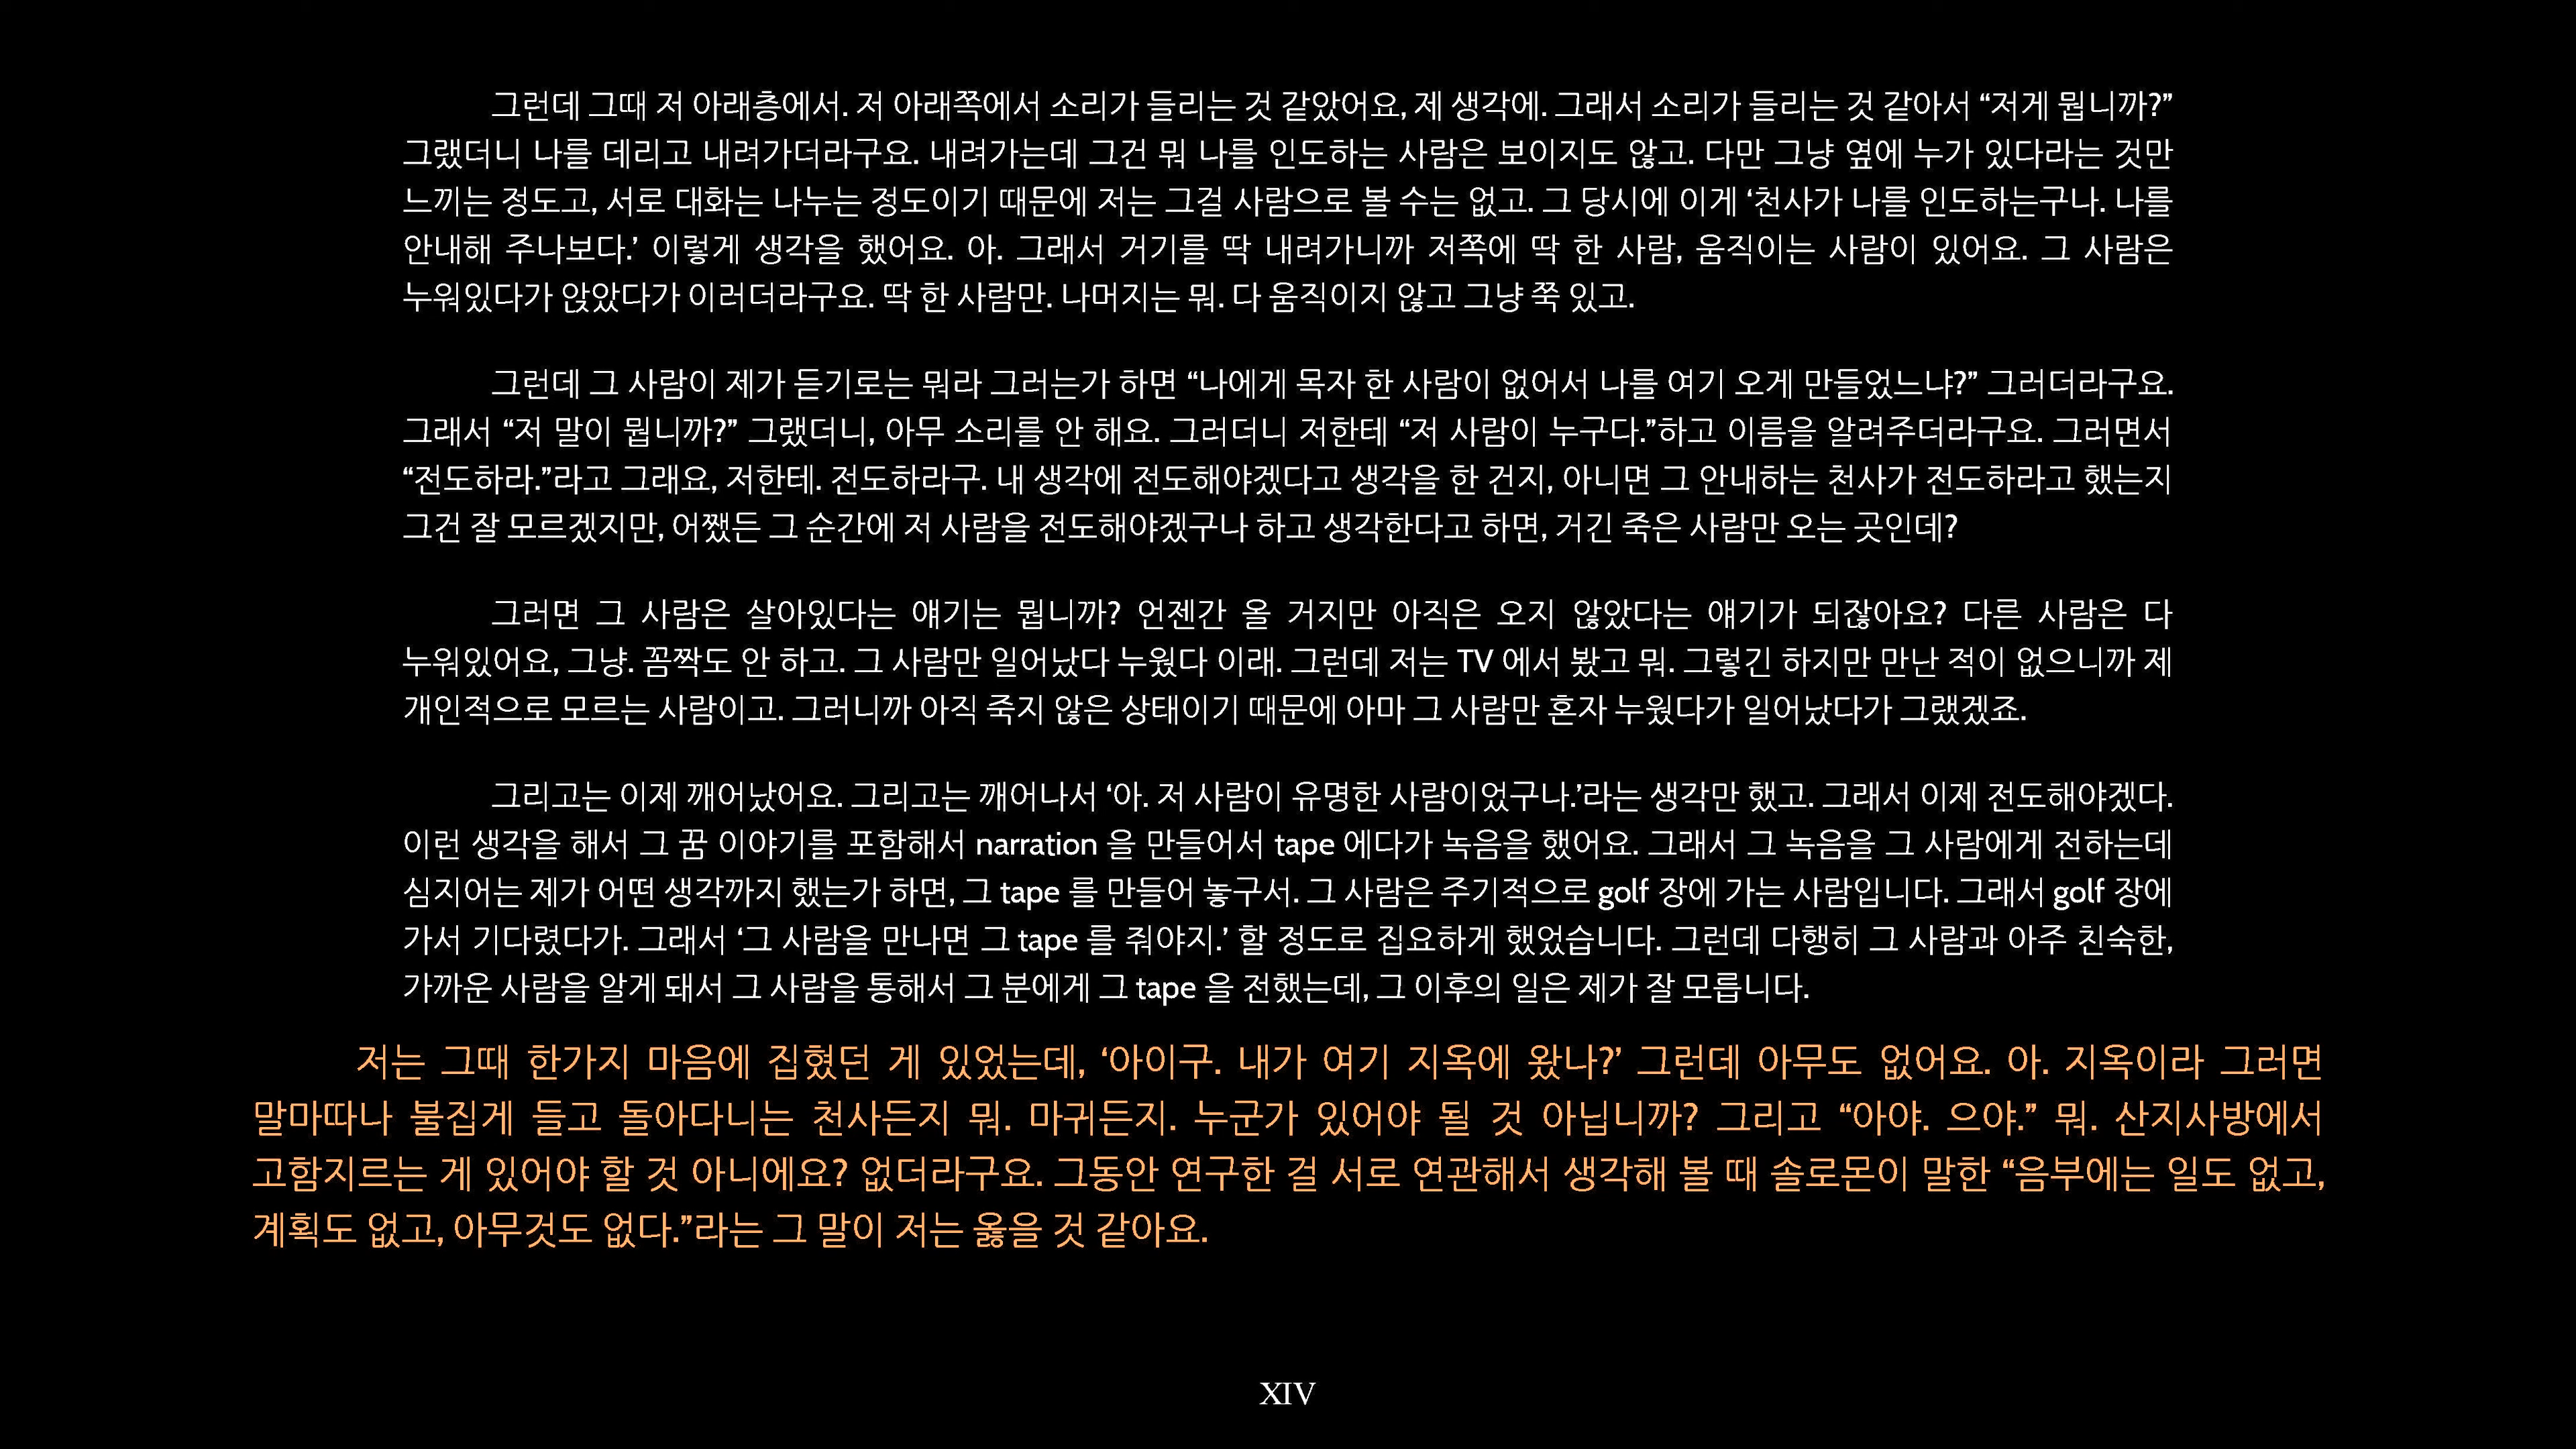 그런데 그때 저 아래층에서. 저 아래쪽에서 소리가 들리는 것 같았어요, 제 생각에. 그래서 소리가 들리는 것 같아서 “저게 뭡니까?”
그랬더니 나를 데리고 내려가더라구요. 내려가는데 그건 뭐 나를 인도하는 사람은 보이지도 않고. 다만 그냥 옆에 누가 있다라는 것만
느끼는 정도고, 서로 대화는 나누는 정도이기 때문에 저는 그걸 사람으로 볼 수는 없고. 그 당시에 이게 ‘천사가 나를 인도하는구나. 나를
안내해 주나보다.’ 이렇게 생각을 했어요. 아. 그래서 거기를 딱 내려가니까 저쪽에 딱 한 사람, 움직이는 사람이 있어요. 그 사람은
누워있다가 앉았다가 이러더라구요. 딱 한 사람만. 나머지는 뭐. 다 움직이지 않고 그냥 쭉 있고.
그런데 그 사람이 제가 듣기로는 뭐라 그러는가 하면 “나에게 목자 한 사람이 없어서 나를 여기 오게 만들었느냐?” 그러더라구요.
그래서 “저 말이 뭡니까?” 그랬더니, 아무 소리를 안 해요. 그러더니 저한테 “저 사람이 누구다.”하고 이름을 알려주더라구요. 그러면서
“전도하라.”라고 그래요, 저한테. 전도하라구. 내 생각에 전도해야겠다고 생각을 한 건지, 아니면 그 안내하는 천사가 전도하라고 했는지
그건 잘 모르겠지만, 어쨌든 그 순간에 저 사람을 전도해야겠구나 하고 생각한다고 하면, 거긴 죽은 사람만 오는 곳인데?
그러면 그 사람은 살아있다는 얘기는 뭡니까? 언젠간 올 거지만 아직은 오지 않았다는 얘기가 되잖아요? 다른 사람은 다
누워있어요, 그냥. 꼼짝도 안 하고. 그 사람만 일어났다 누웠다 이래. 그런데 저는 TV 에서 봤고 뭐. 그렇긴 하지만 만난 적이 없으니까 제
개인적으로 모르는 사람이고. 그러니까 아직 죽지 않은 상태이기 때문에 아마 그 사람만 혼자 누웠다가 일어났다가 그랬겠죠.
그리고는 이제 깨어났어요. 그리고는 깨어나서 ‘아. 저 사람이 유명한 사람이었구나.’라는 생각만 했고. 그래서 이제 전도해야겠다.
이런 생각을 해서 그 꿈 이야기를 포함해서 narration 을 만들어서 tape 에다가 녹음을 했어요. 그래서 그 녹음을 그 사람에게 전하는데
심지어는 제가 어떤 생각까지 했는가 하면, 그 tape 를 만들어 놓구서. 그 사람은 주기적으로 golf 장에 가는 사람입니다. 그래서 golf 장에
가서 기다렸다가. 그래서 ‘그 사람을 만나면 그 tape 를 줘야지.’ 할 정도로 집요하게 했었습니다. 그런데 다행히 그 사람과 아주 친숙한,
가까운 사람을 알게 돼서 그 사람을 통해서 그 분에게 그 tape 을 전했는데, 그 이후의 일은 제가 잘 모릅니다.
저는 그때 한가지 마음에 집혔던 게 있었는데, ‘아이구. 내가 여기 지옥에 왔나?’ 그런데 아무도 없어요. 아. 지옥이라 그러면
말마따나 불집게 들고 돌아다니는 천사든지 뭐. 마귀든지. 누군가 있어야 될 것 아닙니까? 그리고 “아야. 으야.” 뭐. 산지사방에서
고함지르는 게 있어야 할 것 아니에요? 없더라구요. 그동안 연구한 걸 서로 연관해서 생각해 볼 때 솔로몬이 말한 “음부에는 일도 없고,
계획도 없고, 아무것도 없다.”라는 그 말이 저는 옳을 것 같아요.
XIV